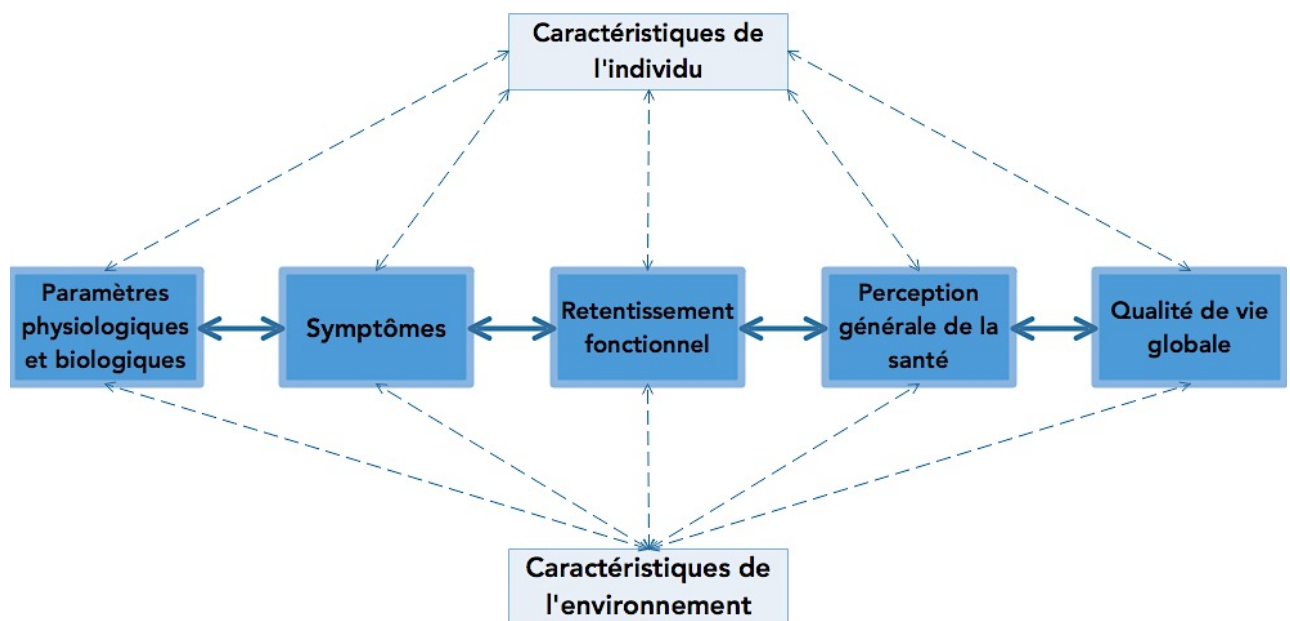 Caractéristiques de
l'individu
Paramètres
physiologiques
et biologiques
Symptômes
Retentissement
fonctionnel
Perception
générale de la
santé
Qualité de vie
globale
Caractéristiques de
l'environnement